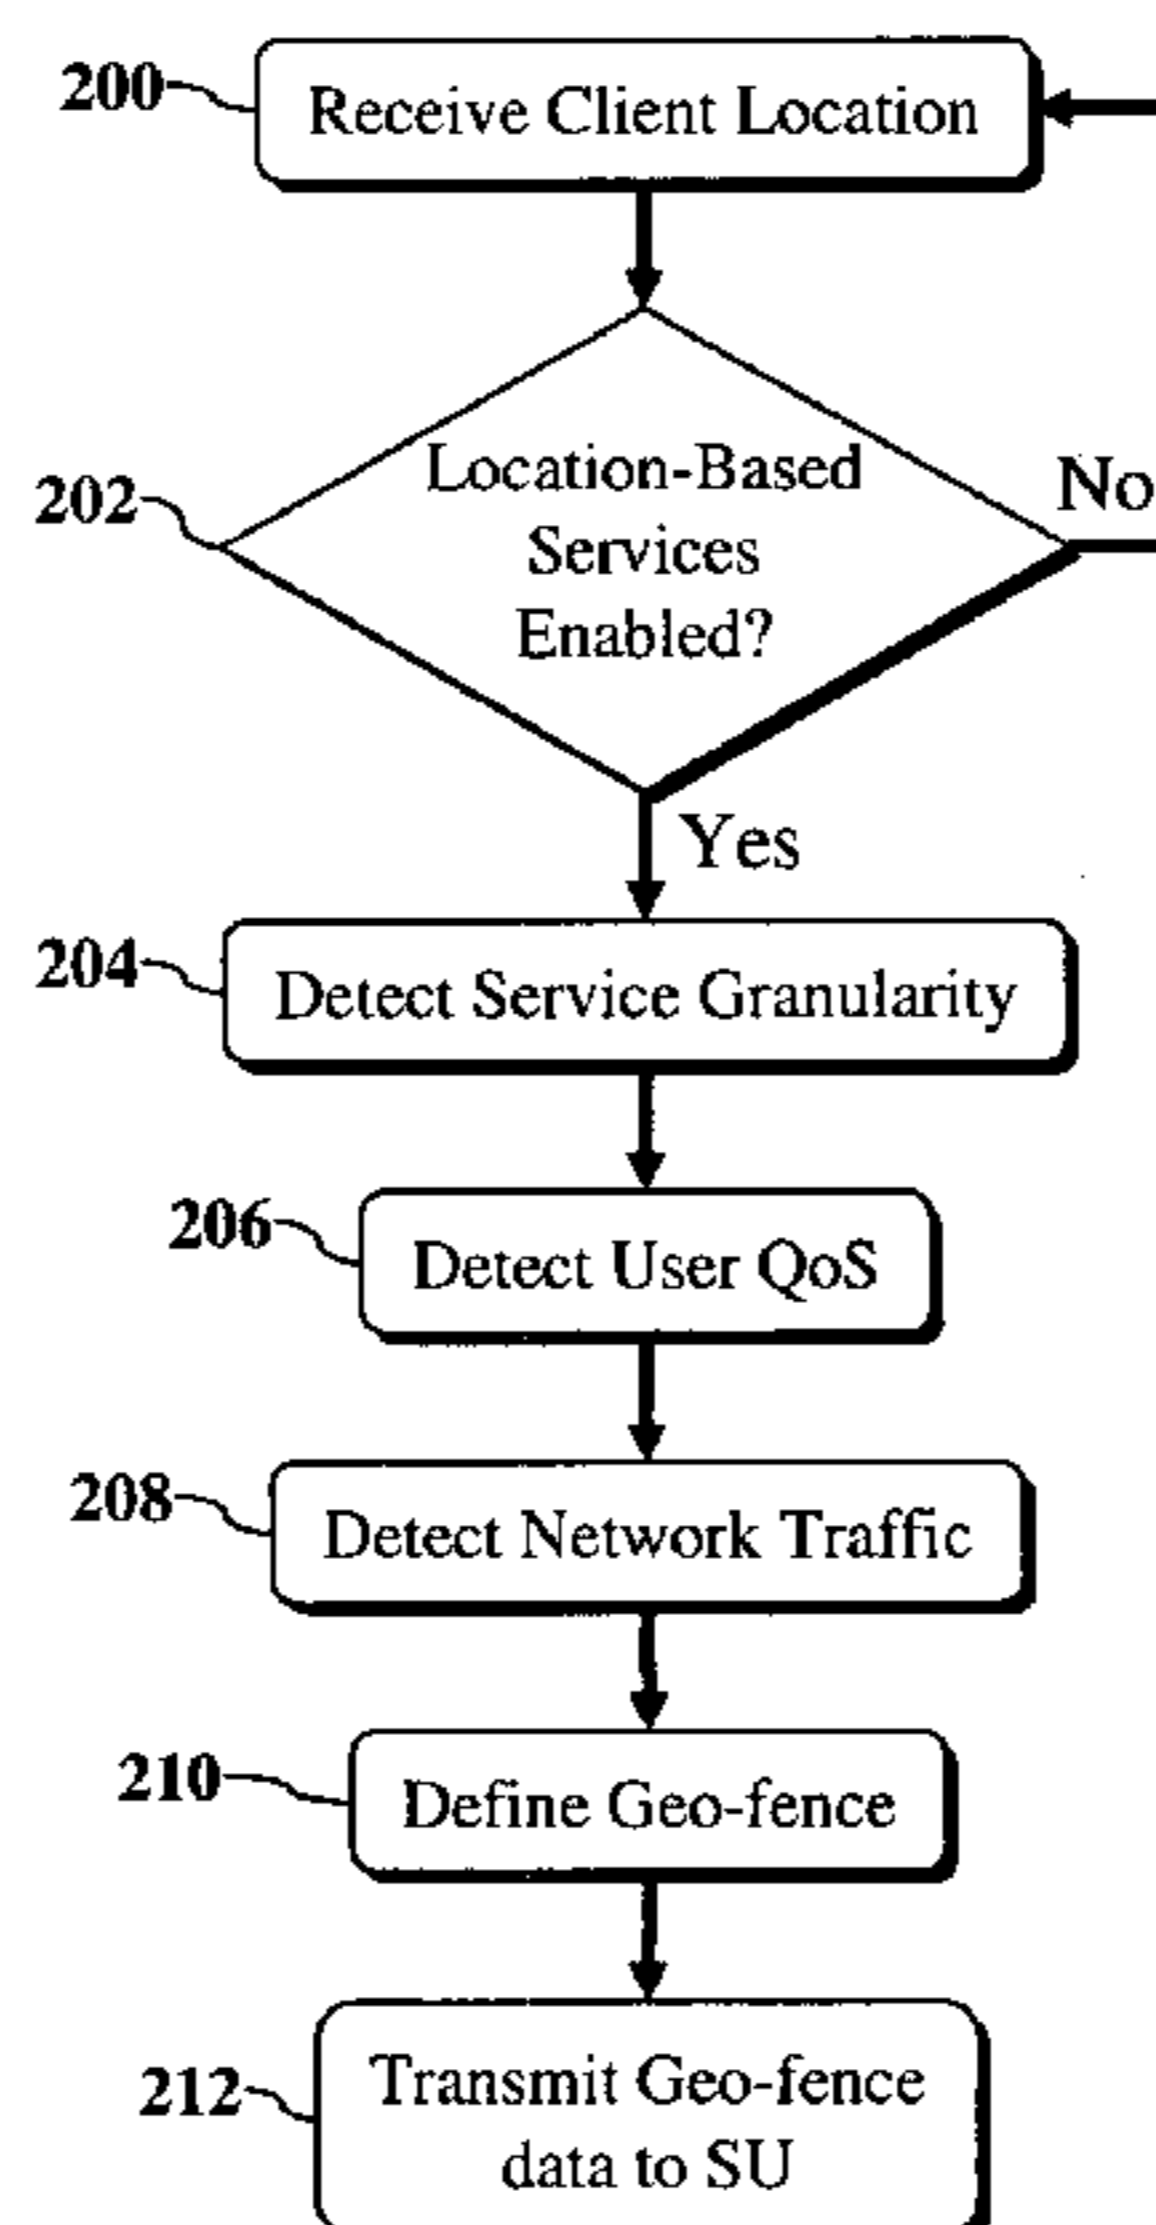 200
Receive Client Location
202
Location-Based
Services
Enabled?
No
Yes
204
Detect Service Granularity
206
Detect User QoS
208
Detect Network Traffic
210
Define Geo-fence
212
Transmit Geo-fence
data to SU